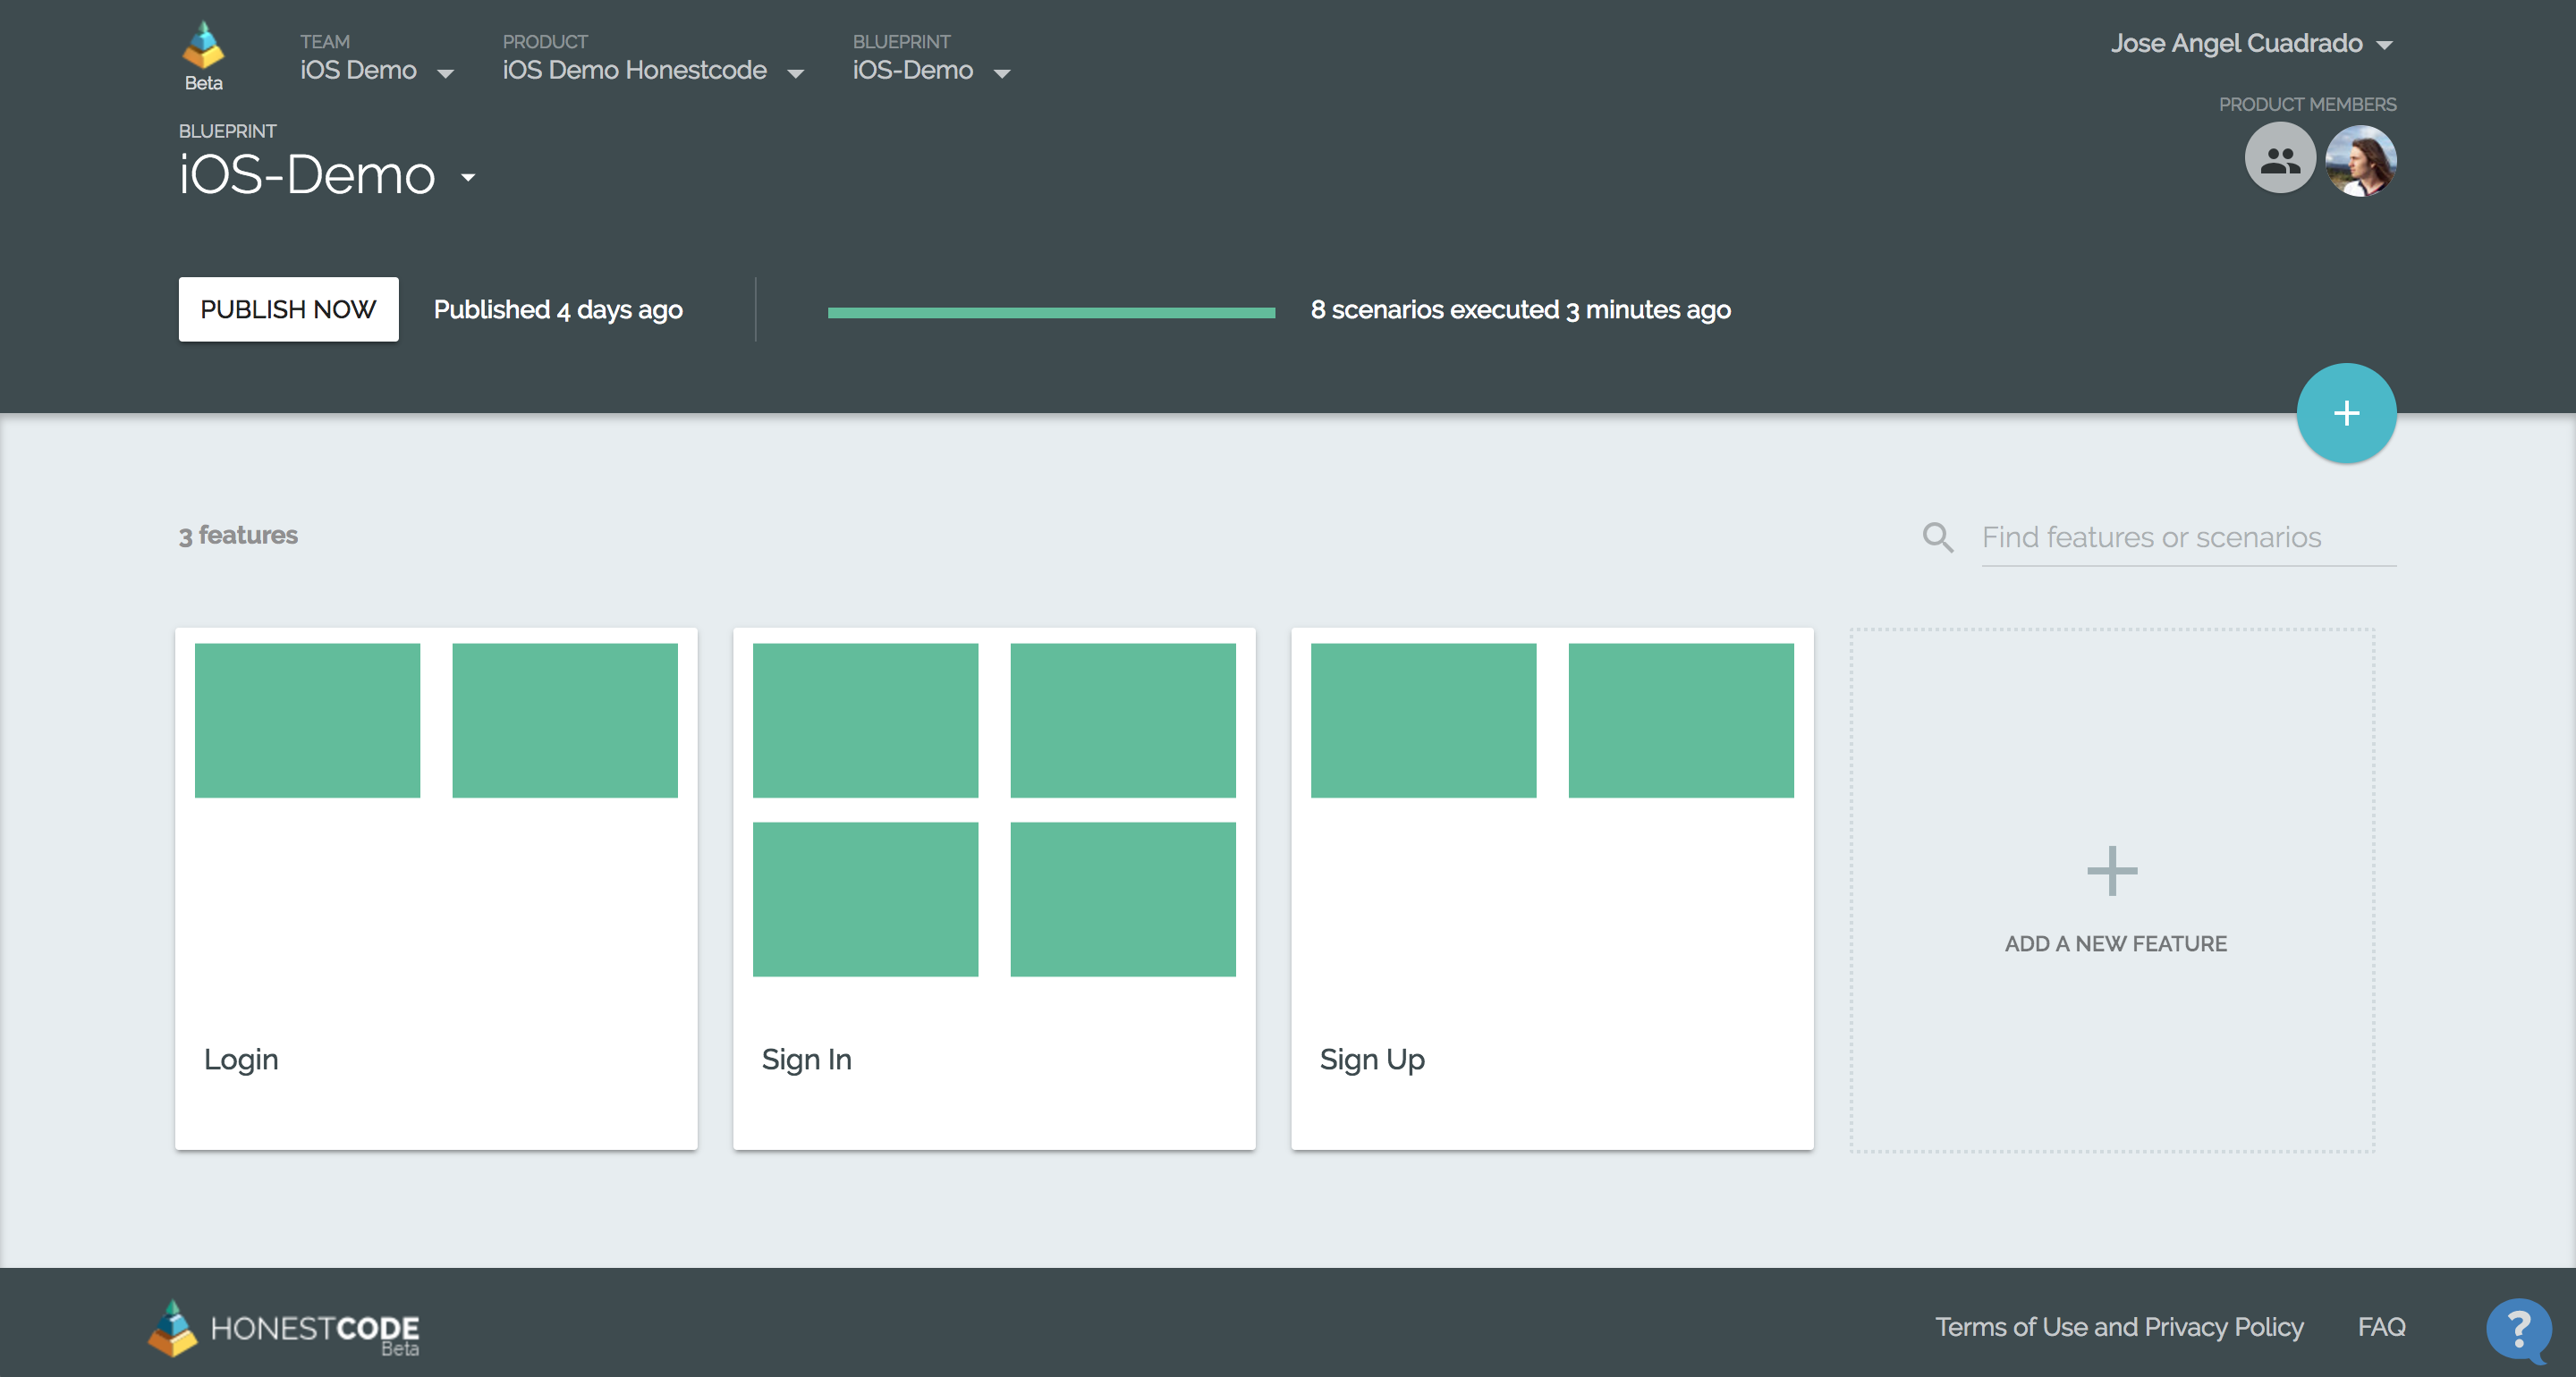 Beta
TEAM
iOS Demo
PRODUCT
iOS Demo Honestcode
BLUEPRINT
iOS-Demo
Jose Angel Cuadrado
PRODUCT MEMBERS
BLUEPRINT
iOS-Demo
PUBLISH NOW
Published 4 days ago
8 scenarios executed 3 minutes ago
+
3 features
Find features or scenarios
Login
Sign In
Sign Up
+
ADD A NEW FEATURE
HONESTCODE
Beta
Terms of Use and Privacy Policy
FAQ
?